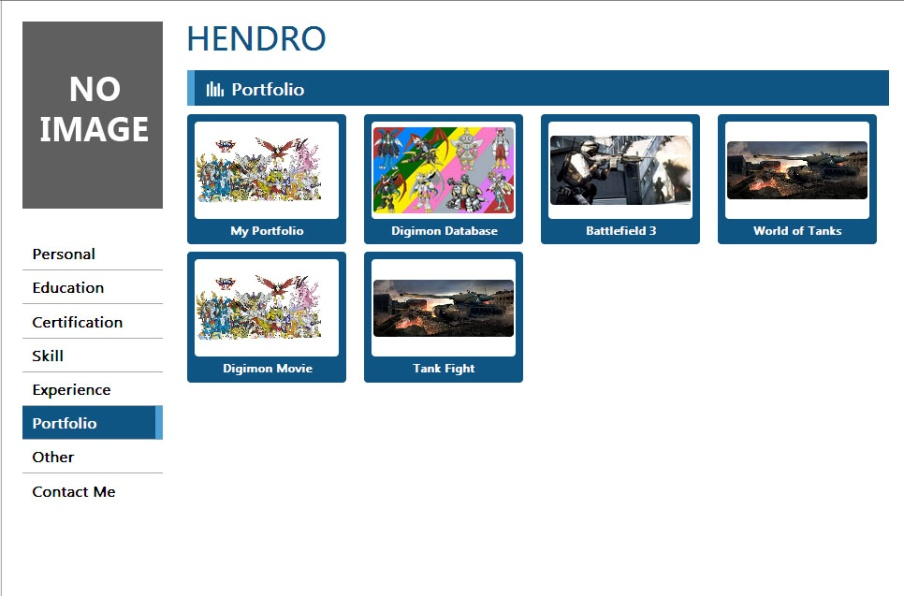 NO
IMAGE
HENDRO
Portfolio
My Portfolio
Digimon Database
Battlefield 3
World of Tanks
Digimon Movie
Tank Fight
Personal
Education
Certification
Skill
Experience
Portfolio
Other
Contact Me